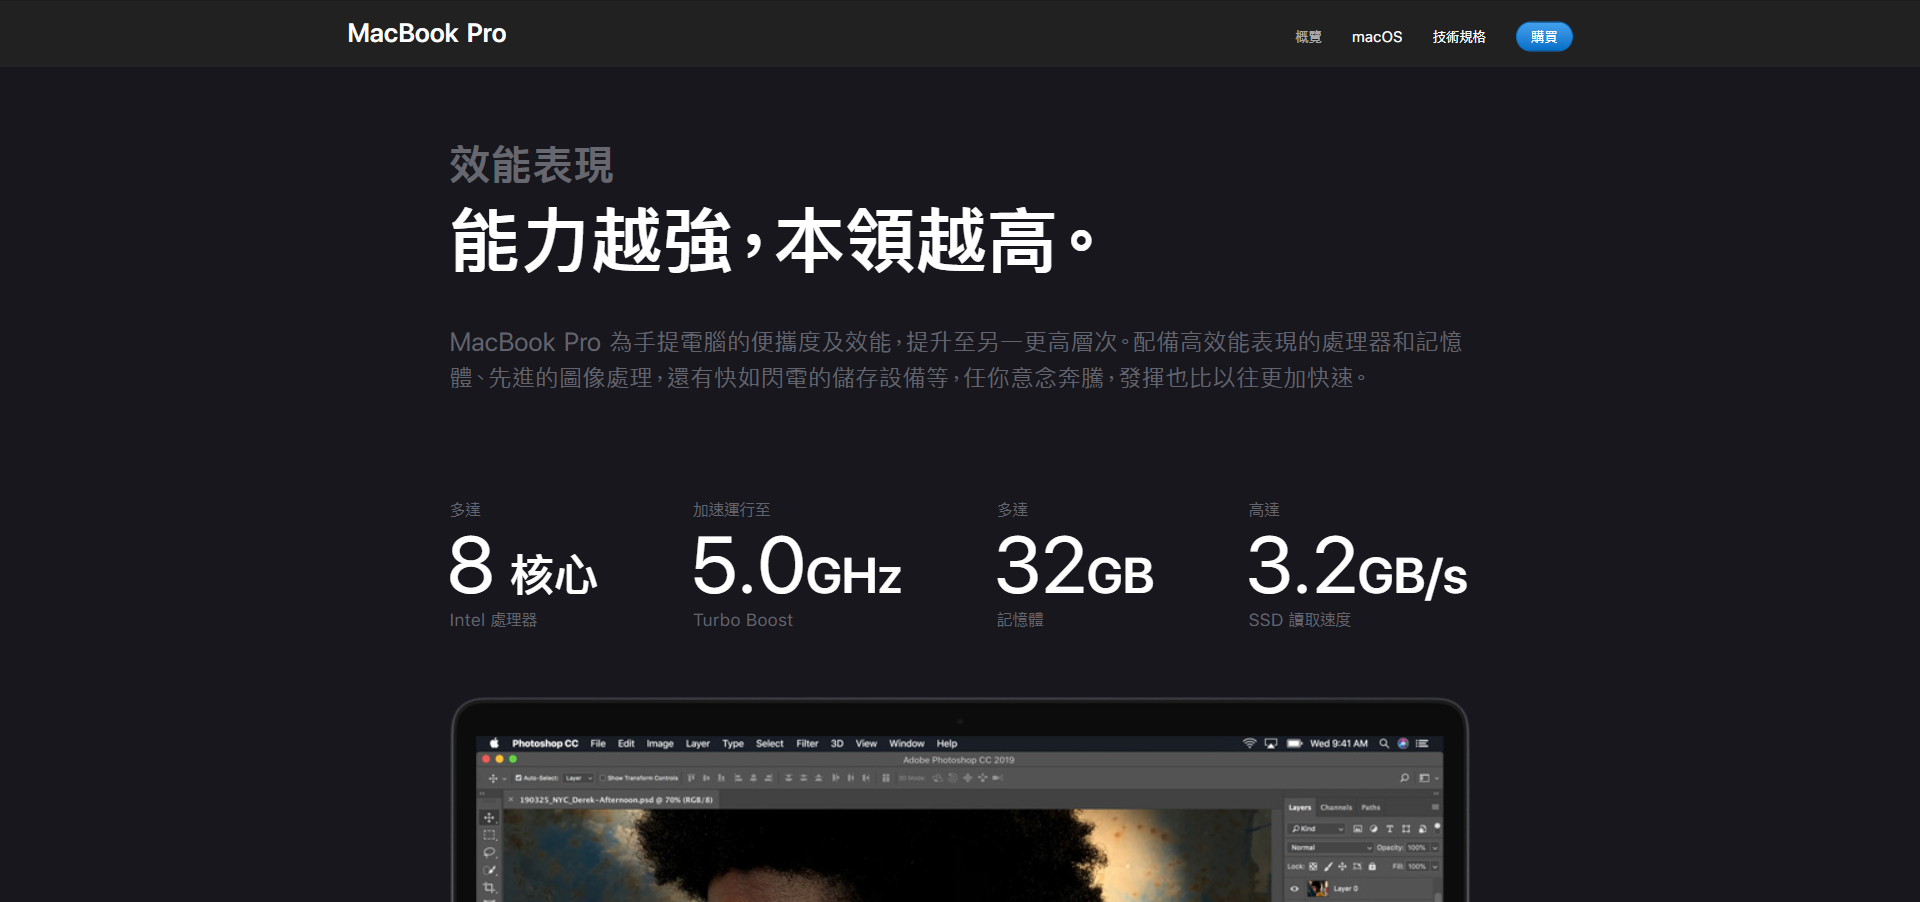 MacBook Pro
概覽 macOS 技術規格 購買
效能表現
能力越強，本領越高。
MacBook Pro 為手提電腦的便攜度及效能，提升至另一更高層次。配備高效能表現的處理器和記憶
體、先進的圖像處理，還有快如閃電的儲存設備等，任你意念奔騰，發揮也比以往更加快速。
多達 加速運行至 多達 高達
8 核心 5.0GHz 32GB 3.2GB/s
Intel 處理器 Turbo Boost 記憶體 SSD 讀取速度
Photoshop CC File Edit Image Layer Type Select Filter 3D View Window Help Wed 9:41 AM
Adobe Photoshop CC 2019
Auto-Select: Layer Show Transform Controls 3D Mode
190325_NYC_Derek-Afternoon.psd @ 70% (RGB/8)
Layers Channels Paths
Kind
Normal Opacity: 100%
Lock: Fill: 100%
Layer 0